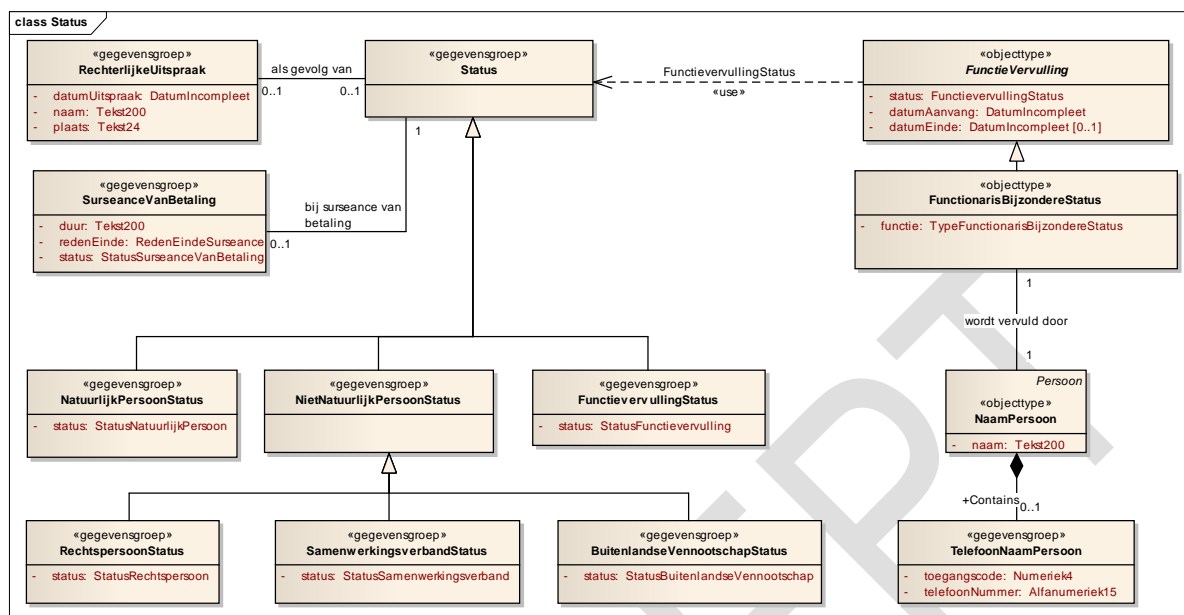 class Status
«gegevensgroep»
RechterlijkeUitspraak
- datumUitspraak: DatumIncompleet
- naam: Tekst200
- plaats: Tekst24
als gevolg van
0..1
0..1
«gegevensgroep»
Status
FunctievervullingStatus
«use»
«objecttype»
FunctieVervulling
- status: FunctievervullingStatus
- datumAanvang: DatumIncompleet
- datumEinde: DatumIncompleet [0..1]
1
«gegevensgroep»
SurseanceVanBetaling
- duur: Tekst200
- redenEinde: RedenEindeSurseance
- status: StatusSurseanceVanBetaling
bij surseance van
betaling
0..1
«objecttype»
FunctionarisBijzondereStatus
- functie: TypeFunctionarisBijzondereStatus
1
wordt vervuld door
1
«gegevensgroep»
NatuurlijkPersoonStatus
- status: StatusNatuurlijkPersoon
«gegevensgroep»
NietNatuurlijkPersoonStatus
«gegevensgroep»
FunctievervullingStatus
- status: StatusFunctievervulling
Persoon
«objecttype»
NaamPersoon
- naam: Tekst200
+Contains
0..1
«gegevensgroep»
RechtspersoonStatus
- status: StatusRechtspersoon
«gegevensgroep»
SamenwerkingsverbandStatus
- status: StatusSamenwerkingsverband
«gegevensgroep»
BuitenlandseVennootschapStatus
- status: StatusBuitenlandseVennootschap
«gegevensgroep»
TelefoonNaamPersoon
- toegangscode: Numeriek4
- telefoonNummer: Alfanumeriek15